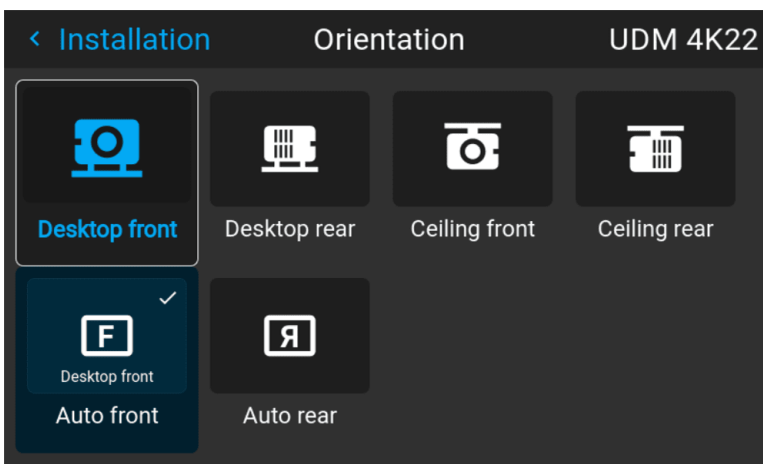 Installation Orientation UDM 4K22
Desktop front Desktop rear Ceiling front Ceiling rear
F Я
Desktop front
Auto front Auto rear